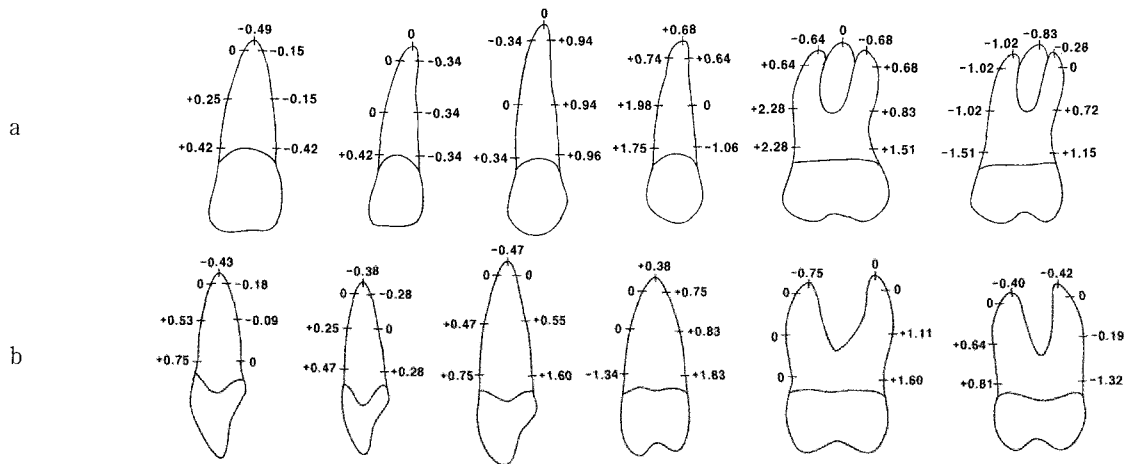 a
-0.49 0 -0.68 0 -0.64 0 -0.68 -1.02 -0.83 -0.28
0 -0.15 0 -0.34 -0.34 +0.94 +0.74 +0.64 +0.64 +0.68 -1.02 0
+0.25 -0.15 0 -0.34 0 +0.94 +1.98 0 +2.28 +0.83 -1.02 +0.72
+0.42 -0.42 +0.42 -0.34 +0.34 +0.96 +1.75 -1.06 +2.28 +1.51 -1.51 +1.15
b
-0.43 -0.38 -0.47 +0.38 -0.75 0 -0.40 -0.42
0 -0.18 0 -0.28 0 0 0 +0.75 0 0 0 0
+0.53 -0.09 +0.25 0 +0.47 +0.55 0 +0.83 0 +1.11 +0.64 -0.19
+0.75 0 +0.47 +0.28 +0.75 +1.60 -1.34 +1.83 0 +1.60 +0.81 -1.32